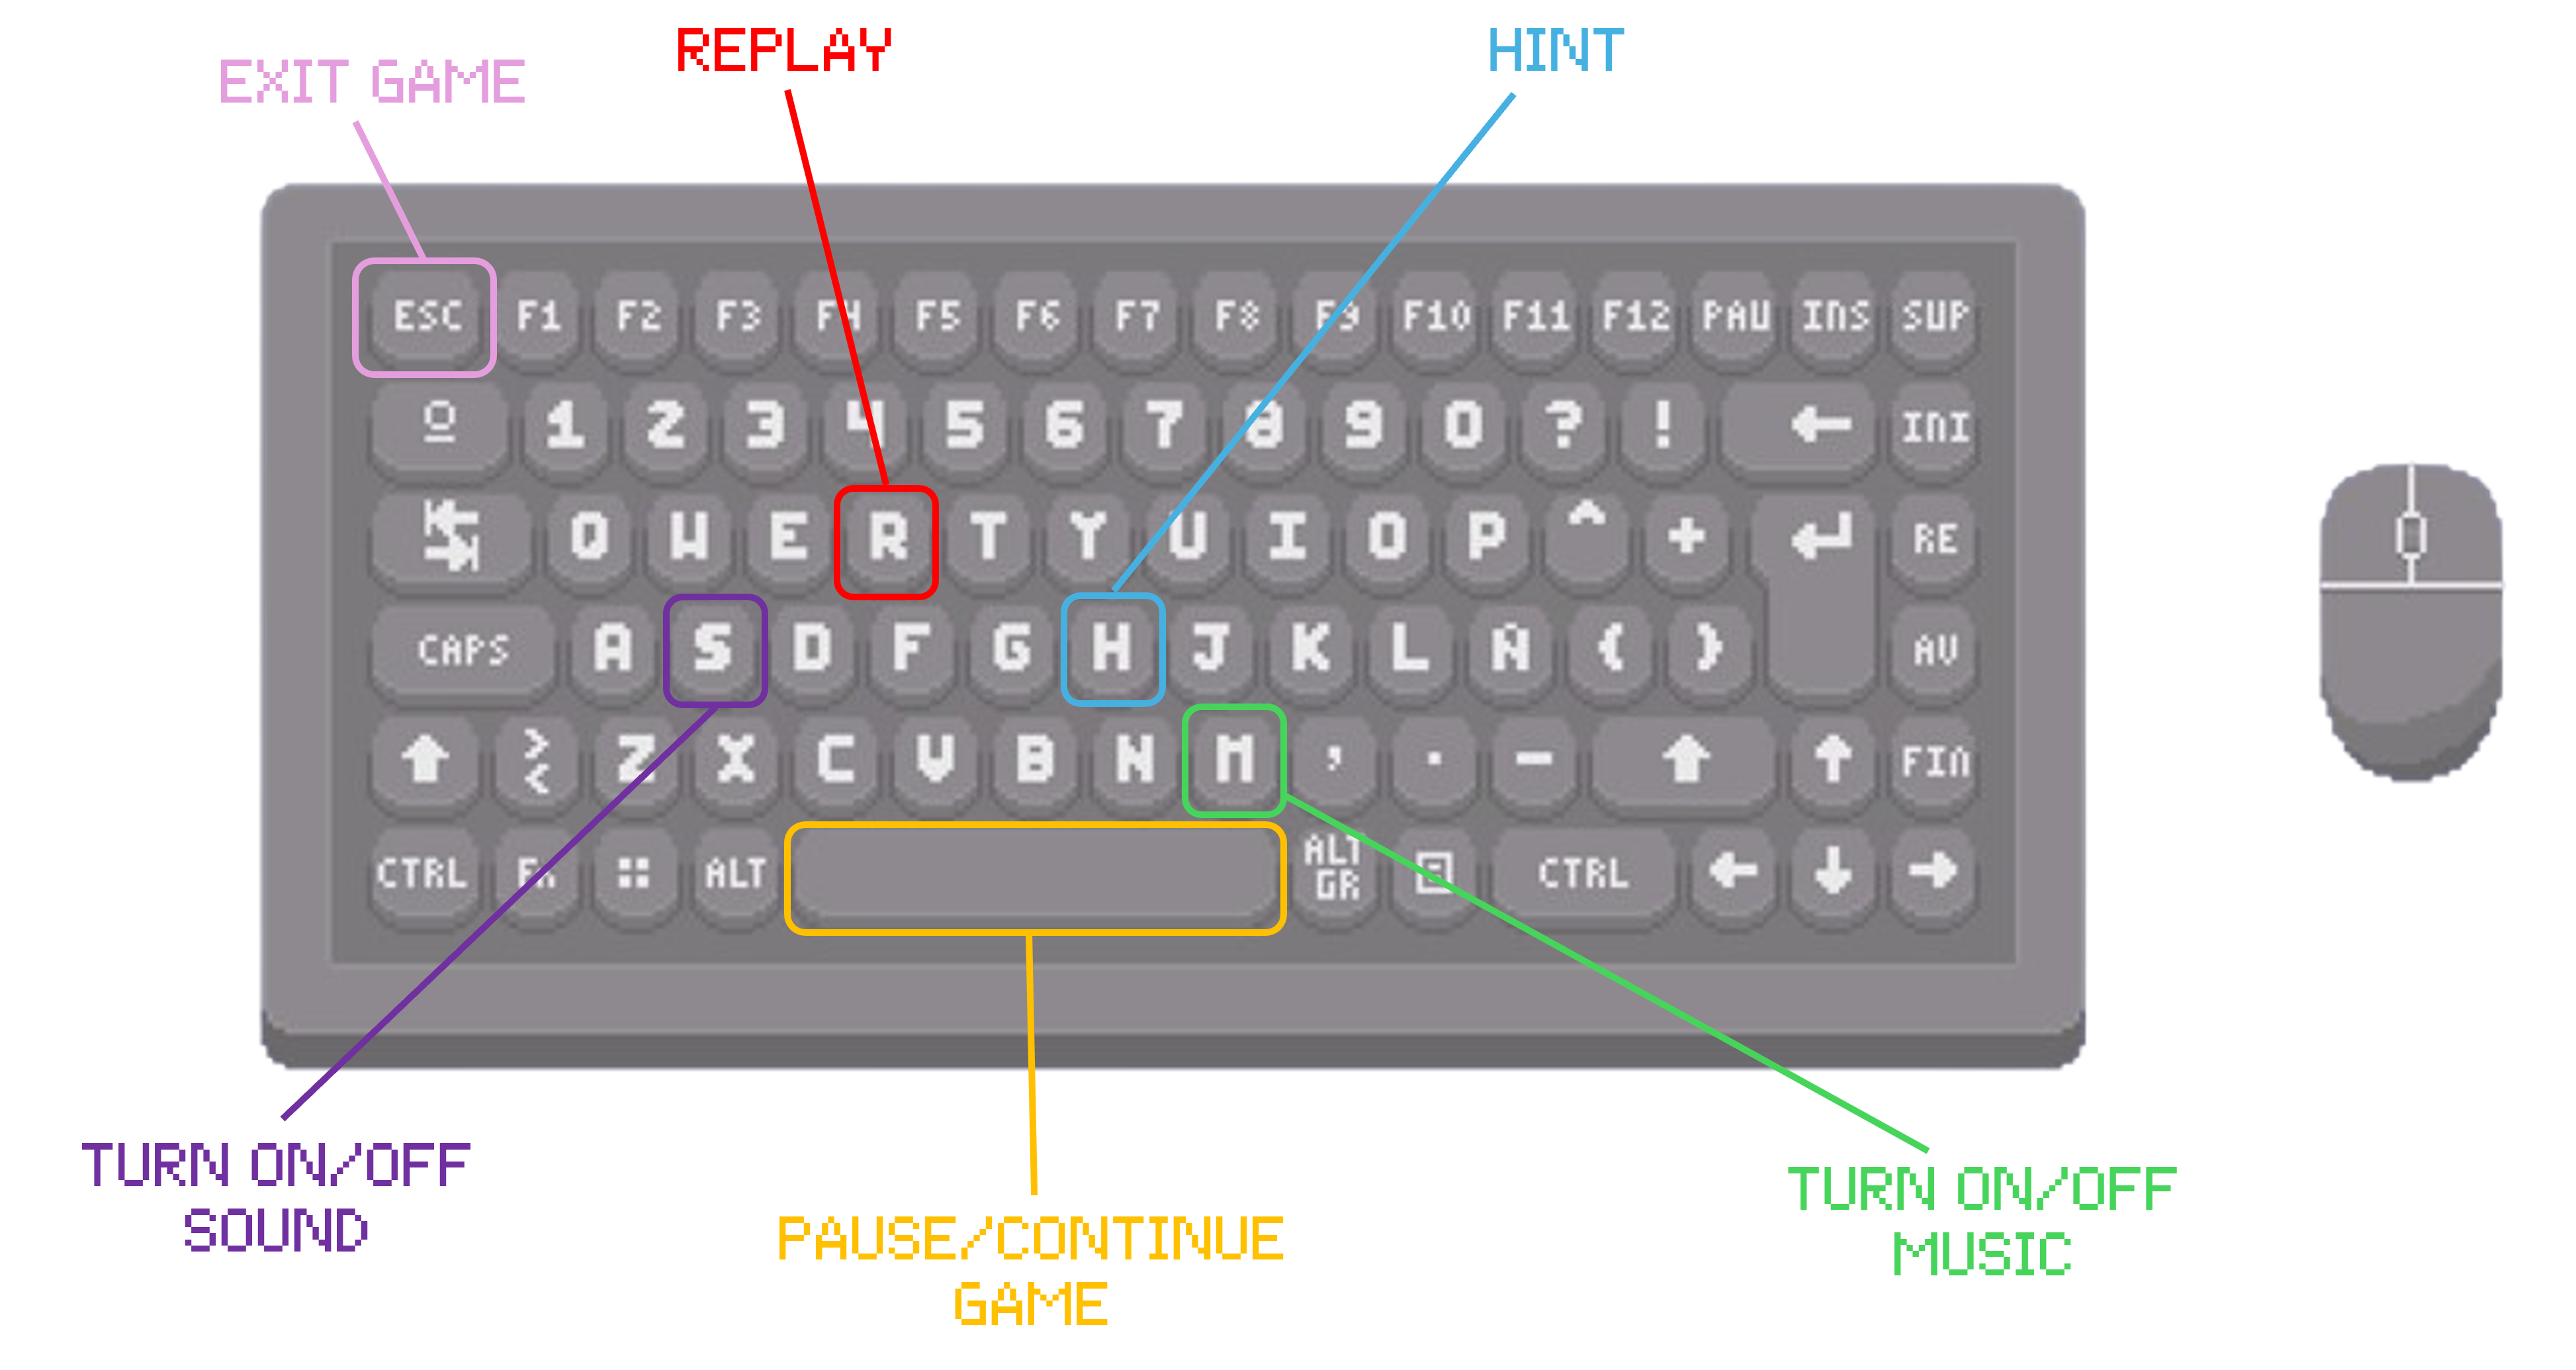 EXIT GAME
REPLAY
HINT
ESC F1 F2 F3 F4 F5 F6 F7 F8 F9 F10 F11 F12 PAU INS SUP
º 1 2 3 4 5 6 7 8 9 0 ? ! ← INI
Q W E R T Y U I O P ^ + RE
CAPS A S D F G H J K L Ñ { } AV
> < Z X C V B N M , . - FIN
CTRL FN ALT ALT GR CTRL ← ↓ →
TURN ON/OFF
SOUND
PAUSE/CONTINUE
GAME
TURN ON/OFF
MUSIC